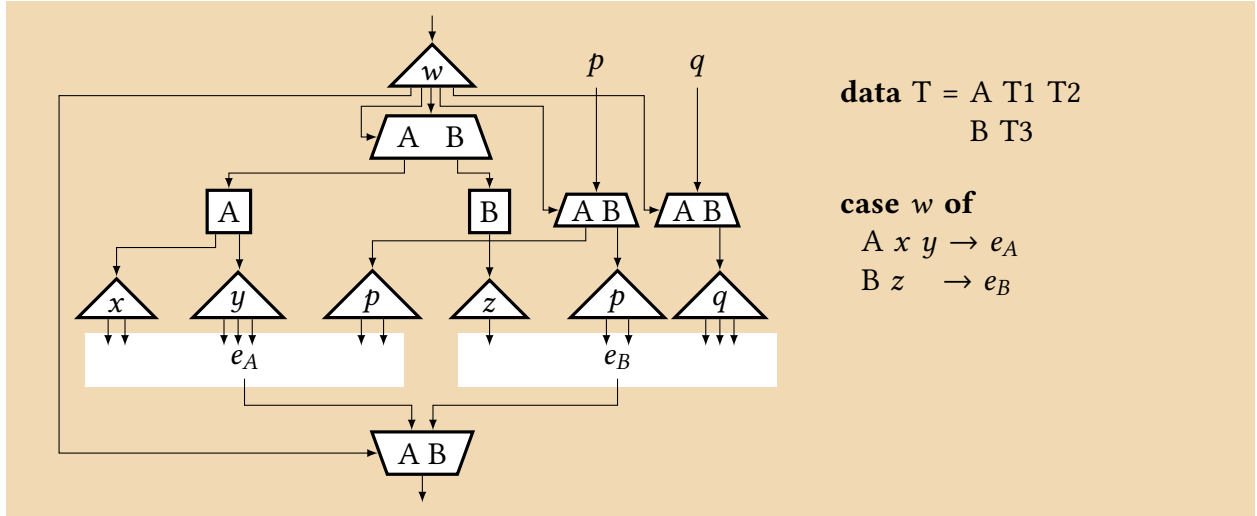 w
p q
A B
A
B
A B
A B
x
y
p
z
p
q
e_A
e_B
A B
data T = A T1 T2
B T3
case w of
A x y → e_A
B z → e_B